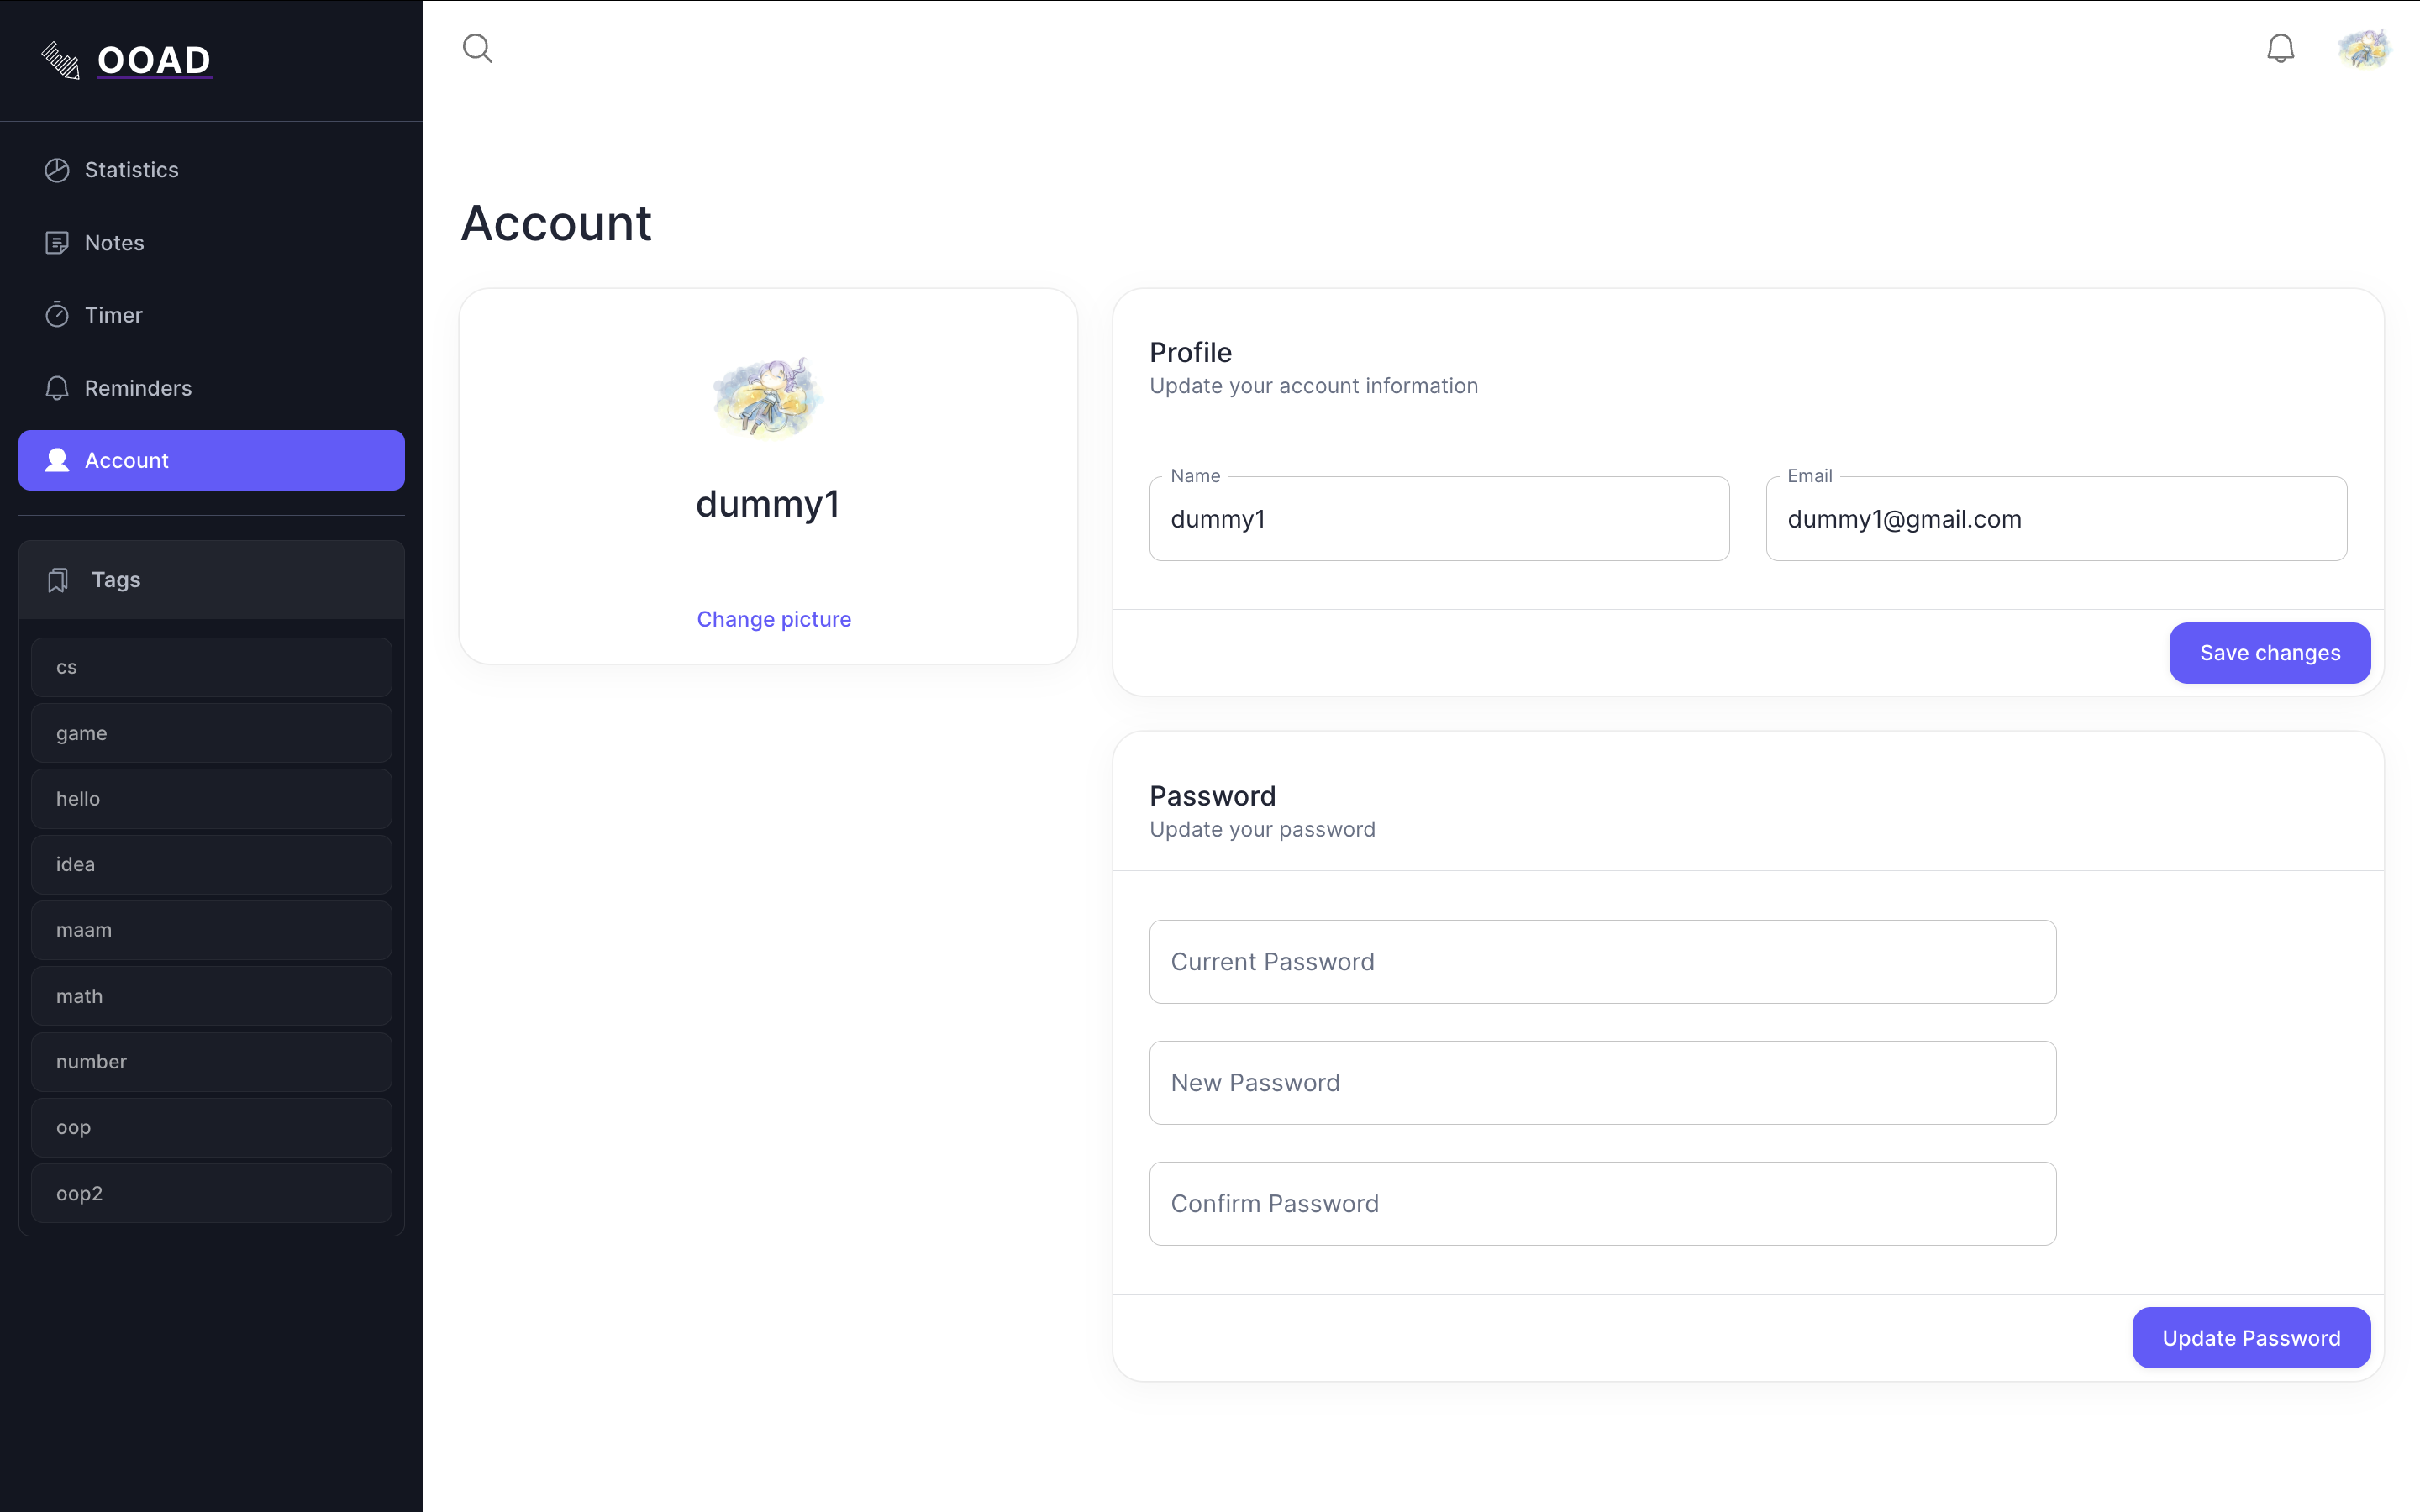 OOAD
Statistics
Notes
Timer
Reminders
Account
Tags
cs
game
hello
idea
maam
math
number
oop
oop2
Account
dummy1
Change picture
Profile
Update your account information
Name
dummy1
Email
dummy1@gmail.com
Save changes
Password
Update your password
Current Password
New Password
Confirm Password
Update Password